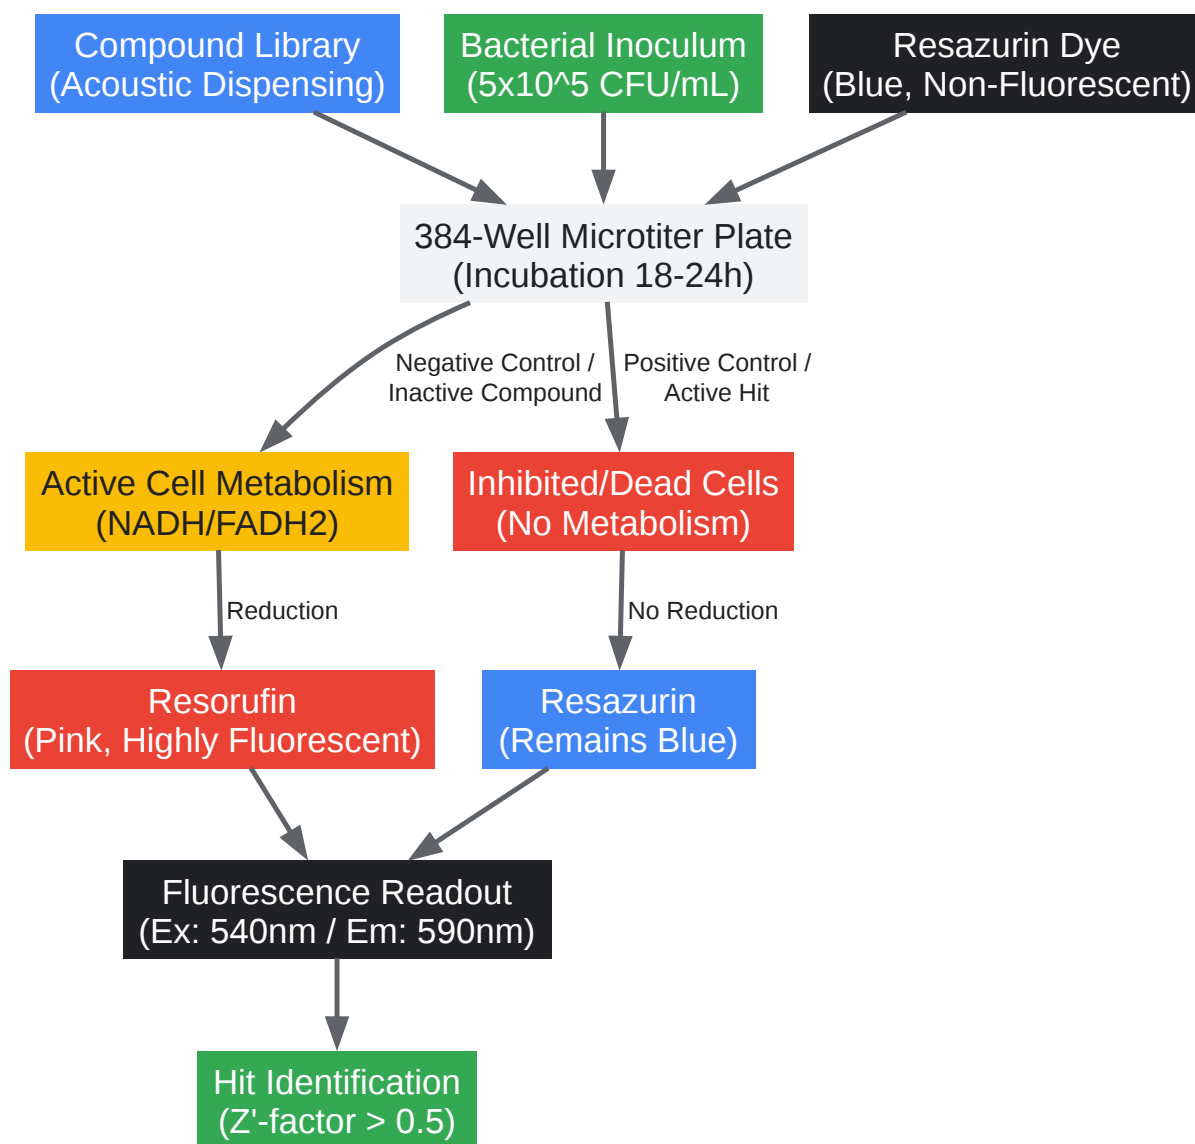 Compound Library
(Acoustic Dispensing)
Bacterial Inoculum
(5x10^5 CFU/mL)
Resazurin Dye
(Blue, Non-Fluorescent)
384-Well Microtiter Plate
(Incubation 18-24h)
Negative Control /
Inactive Compound
Positive Control /
Active Hit
Active Cell Metabolism
(NADH/FADH2)
Inhibited/Dead Cells
(No Metabolism)
Reduction
No Reduction
Resorufin
(Pink, Highly Fluorescent)
Resazurin
(Remains Blue)
Fluorescence Readout
(Ex: 540nm / Em: 590nm)
Hit Identification
(Z'-factor > 0.5)